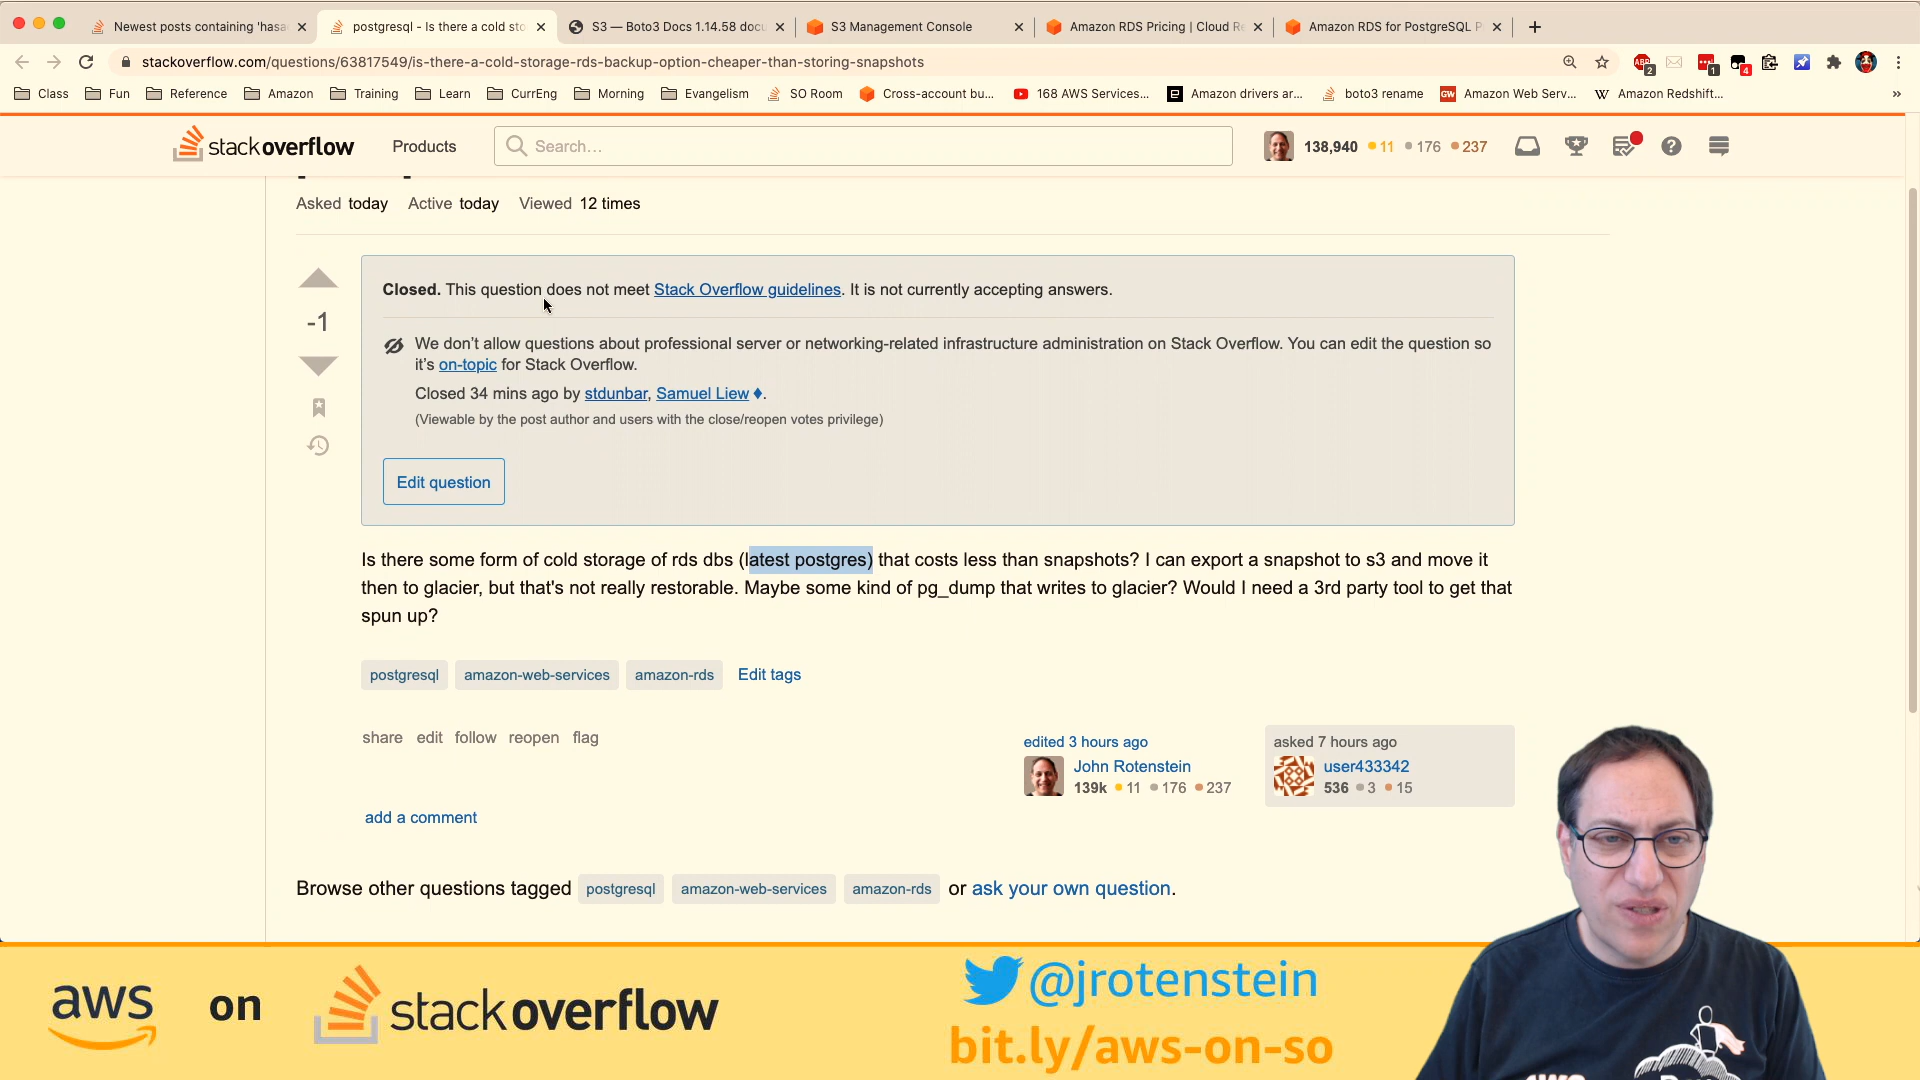 Newest posts containing 'hasa
postgresql - Is there a cold sto
S3 — Boto3 Docs 1.14.58 docu
S3 Management Console
Amazon RDS Pricing | Cloud Re
Amazon RDS for PostgreSQL P
stackoverflow.com/questions/63817549/is-there-a-cold-storage-rds-backup-option-cheaper-than-storing-snapshots
ABP 2 1 4
Class Fun Reference Amazon Training Learn CurrEng Morning Evangelism SO Room Cross-account bu... 168 AWS Services... Amazon drivers ar... boto3 rename GW Amazon Web Serv... W Amazon Redshift... »
stack overflow Products Search... 138,940 11 176 237
Asked today Active today Viewed 12 times
Closed. This question does not meet Stack Overflow guidelines. It is not currently accepting answers.
-1
We don't allow questions about professional server or networking-related infrastructure administration on Stack Overflow. You can edit the question so
it's on-topic for Stack Overflow.
Closed 34 mins ago by stdunbar, Samuel Liew ♦.
(Viewable by the post author and users with the close/reopen votes privilege)
Edit question
Is there some form of cold storage of rds dbs (latest postgres) that costs less than snapshots? I can export a snapshot to s3 and move it
then to glacier, but that's not really restorable. Maybe some kind of pg_dump that writes to glacier? Would I need a 3rd party tool to get that
spun up?
postgresql amazon-web-services amazon-rds Edit tags
share edit follow reopen flag
edited 3 hours ago
John Rotenstein
139k 11 176 237
asked 7 hours ago
user433342
536 3 15
add a comment
Browse other questions tagged postgresql amazon-web-services amazon-rds or ask your own question.
aws on stackoverflow
@jrotenstein
bit.ly/aws-on-so